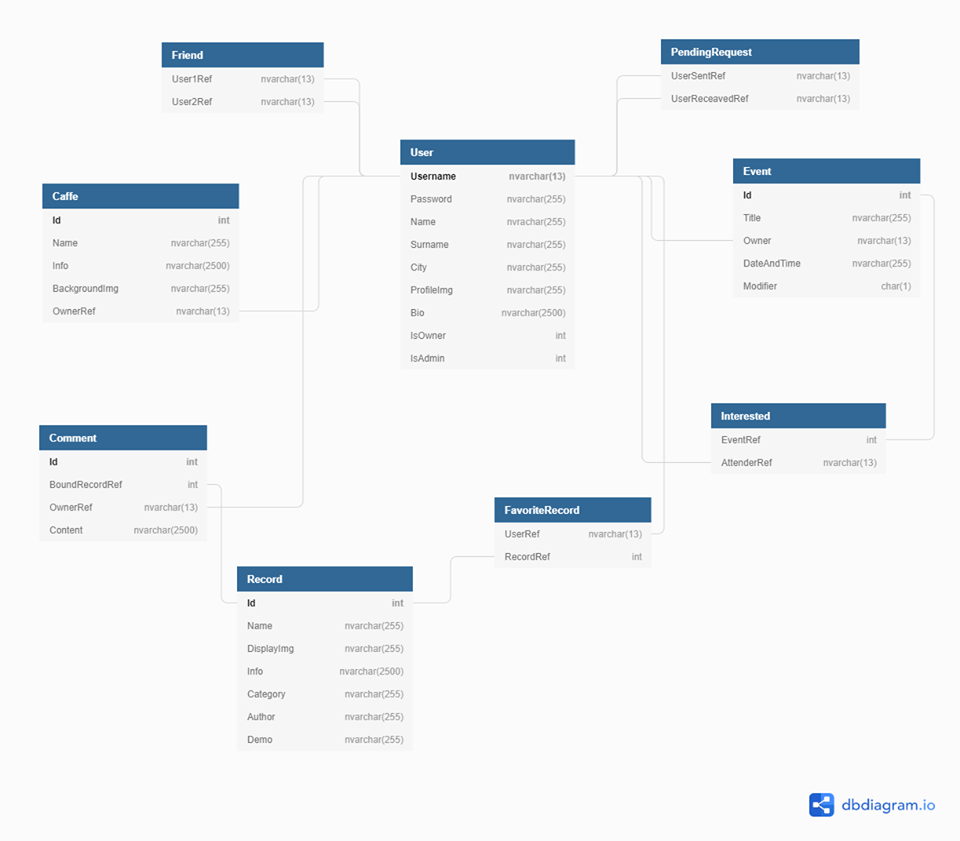 Friend
User1Ref nvarchar(13)
User2Ref nvarchar(13)
PendingRequest
UserSentRef nvarchar(13)
UserReceavedRef nvarchar(13)
User
Username nvarchar(13)
Password nvarchar(255)
Name nvrachar(255)
Surname nvarchar(255)
City nvarchar(255)
ProfileImg nvarchar(255)
Bio nvarchar(2500)
IsOwner int
IsAdmin int
Event
Id int
Title nvarchar(255)
Owner nvarchar(13)
DateAndTime nvarchar(255)
Modifier char(1)
Caffe
Id int
Name nvarchar(255)
Info nvarchar(2500)
BackgroundImg nvarchar(255)
OwnerRef nvarchar(13)
Interested
EventRef int
AttenderRef nvarchar(13)
Comment
Id int
BoundRecordRef int
OwnerRef nvarchar(13)
Content nvarchar(2500)
FavoriteRecord
UserRef nvarchar(13)
RecordRef int
Record
Id int
Name nvarchar(255)
DisplayImg nvarchar(255)
Info nvarchar(2500)
Category nvarchar(255)
Author nvarchar(255)
Demo nvarchar(255)
dbdiagram.io